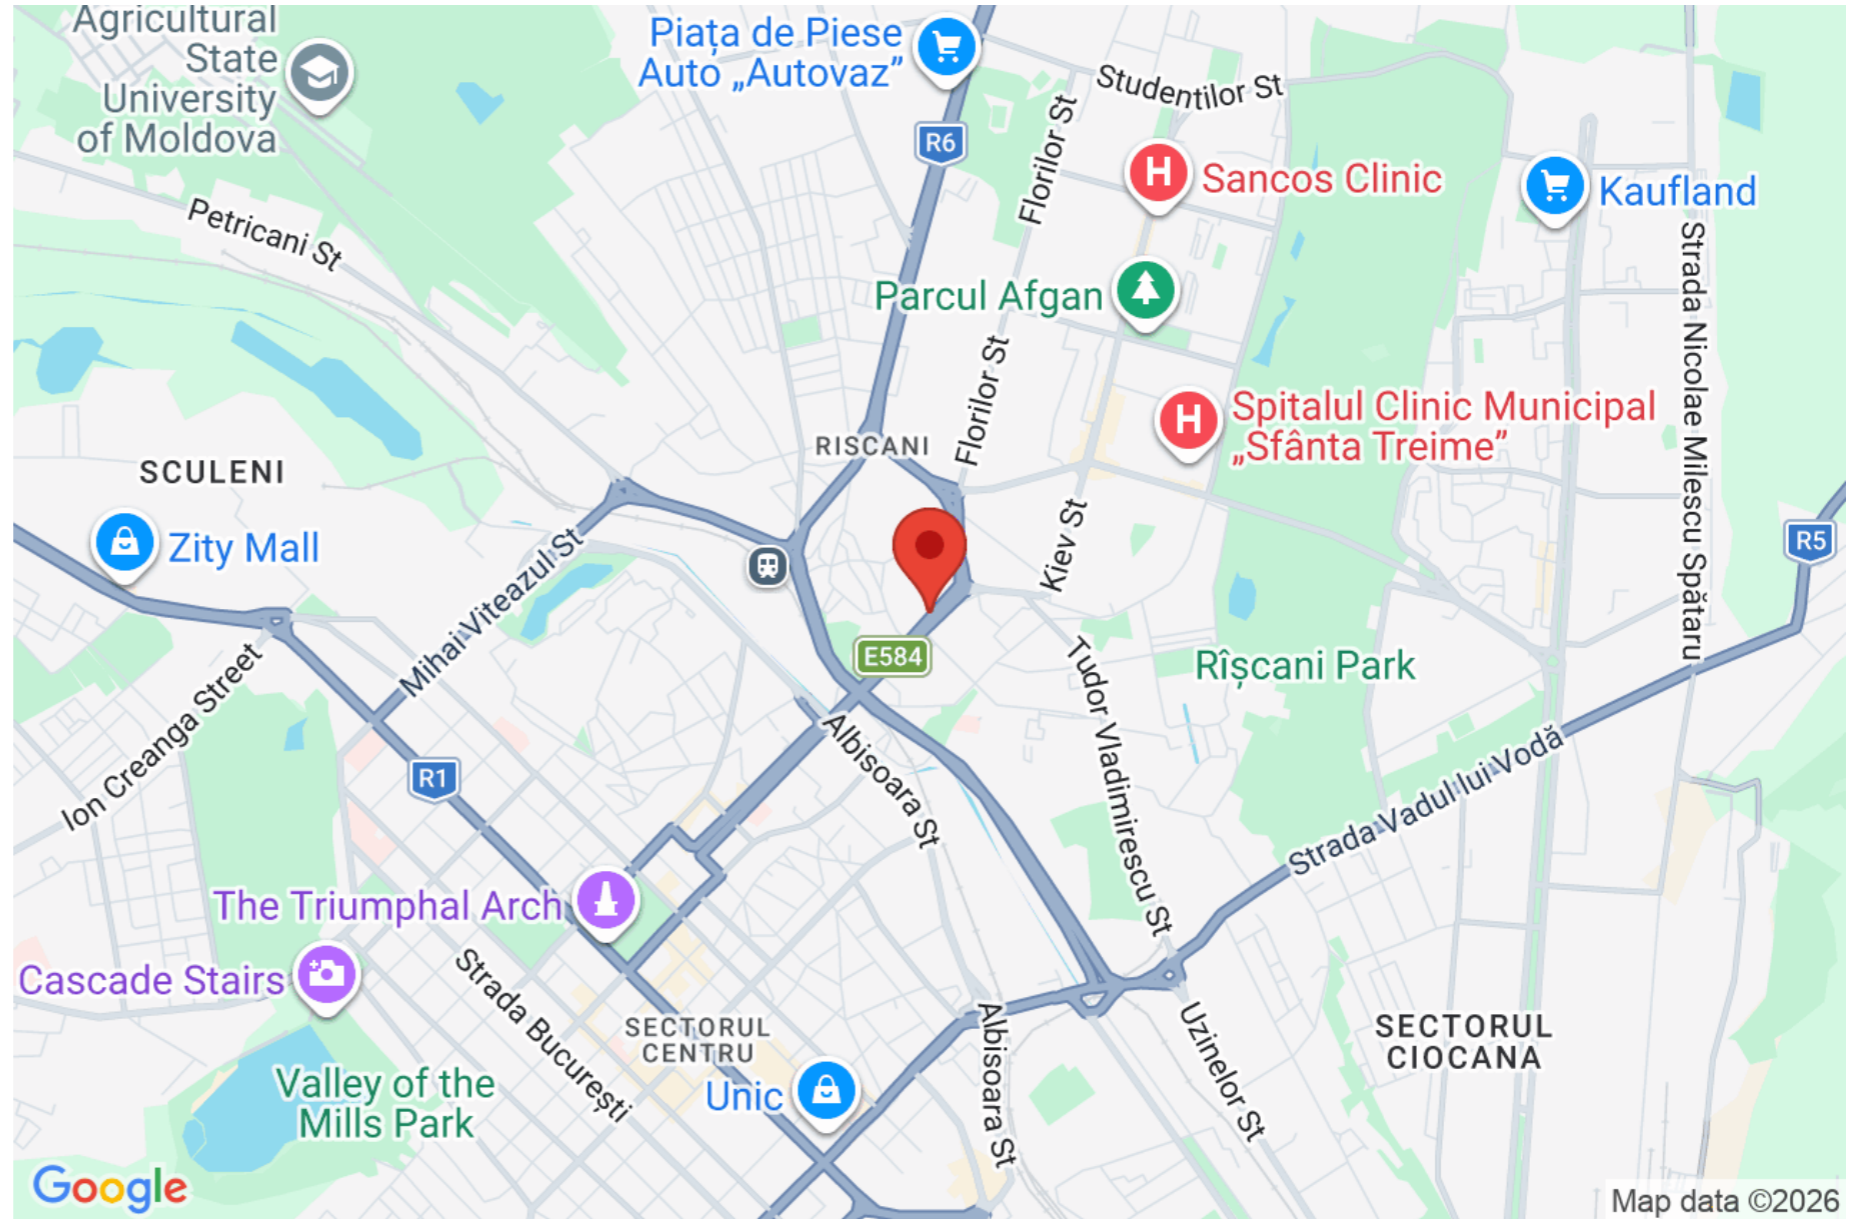 Agricultural
State
University
of Moldova
Piața de Piese
Auto „Autovaz”
Studentilor St
R6
Florilor St
Sancos Clinic
Kaufland
Petricani St
Strada Nicolae Milescu Spătaru
Parcul Afgan
Florilor St
Spitalul Clinic Municipal
„Sfânta Treime”
RISCANI
SCULENI
Zity Mall
Mihai Viteazul St
Kiev St
R5
E584
Rîșcani Park
Ion Creanga Street
Tudor Vladimirescu St
R1
Albisoara St
Strada Vadul lui Vodă
The Triumphal Arch
Cascade Stairs
Strada București
SECTORUL
CENTRU
Albisoara St
Uzinelor St
SECTORUL
CIOCANA
Valley of the
Mills Park
Unic
Google
Map data ©2026